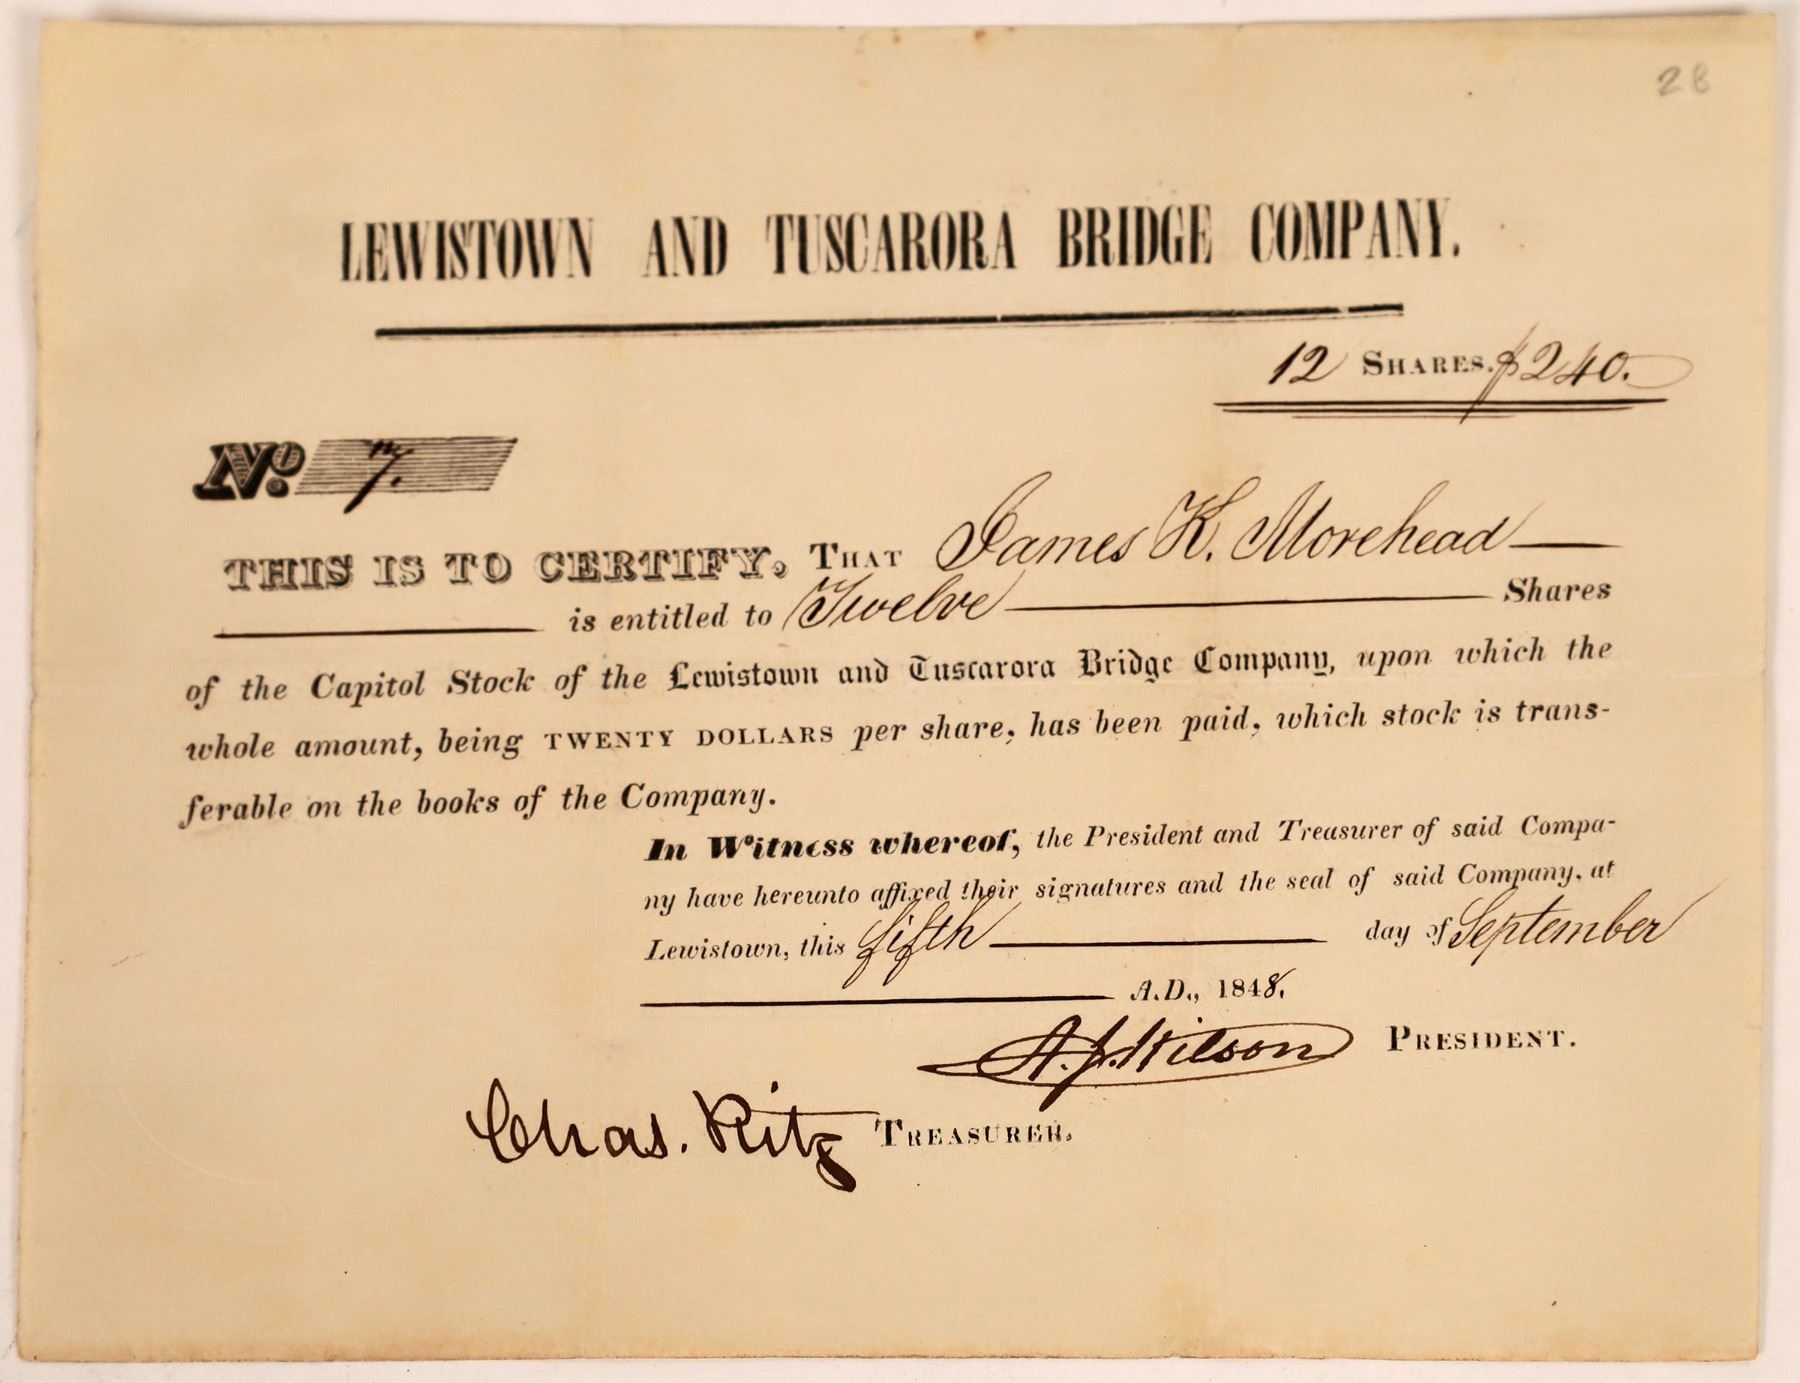 28
LEWISTOWN AND TUSCARORA BRIDGE COMPANY.
12 SHARES. $240.
No. 7.
THIS IS TO CERTIFY, THAT James K. Morehead
is entitled to Twelve Shares
of the Capitol Stock of the Lewistown and Tuscarora Bridge Company, upon which the
whole amount, being TWENTY DOLLARS per share, has been paid, which stock is trans-
ferable on the books of the Company.
In Witness whereof, the President and Treasurer of said Compa-
ny have hereunto affixed their signatures and the seal of said Company, at
Lewistown, this fifth day of September
A.D., 1848.
A. J. Wilson PRESIDENT.
Chas. Ritz TREASURER.